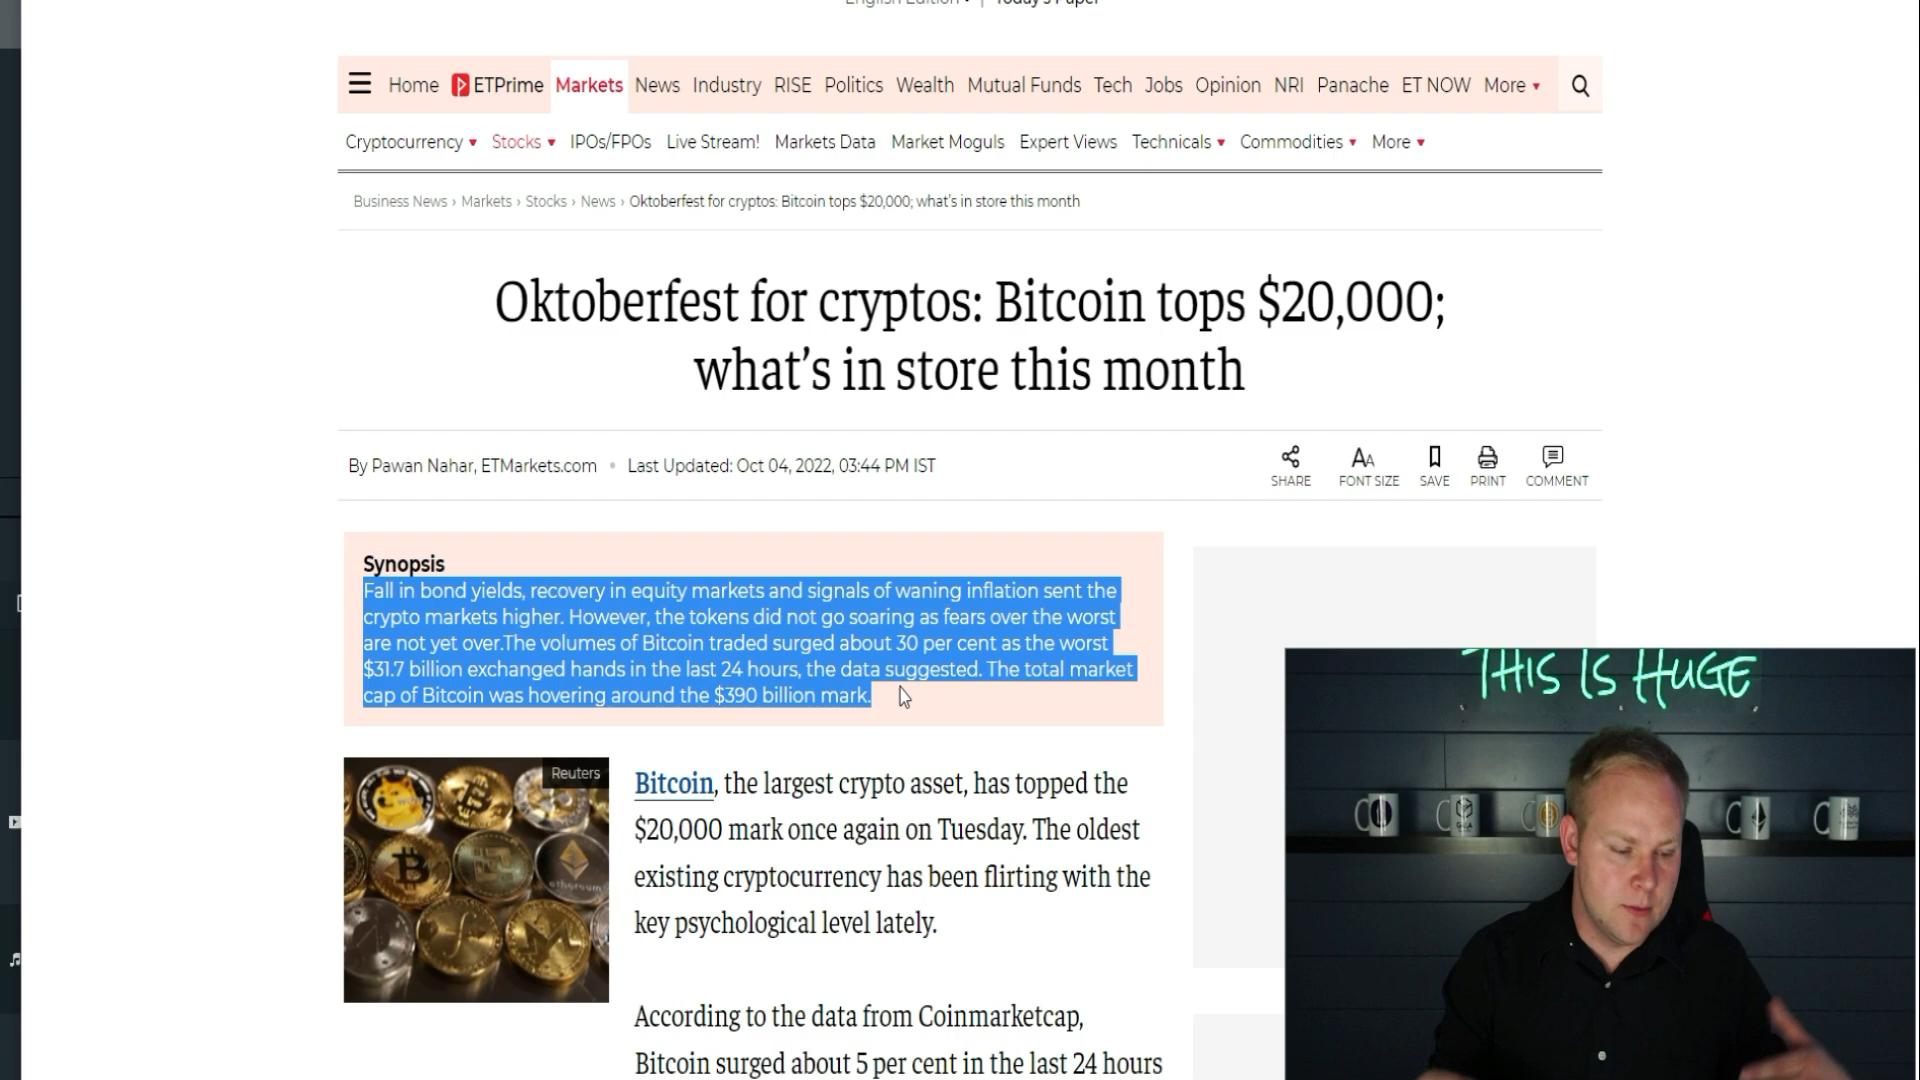 English Edition | Today's Paper
Home ETPrime Markets News Industry RISE Politics Wealth Mutual Funds Tech Jobs Opinion NRI Panache ET NOW More
Cryptocurrency Stocks IPOs/FPOs Live Stream! Markets Data Market Moguls Expert Views Technicals Commodities More
Business News › Markets › Stocks › News › Oktoberfest for cryptos: Bitcoin tops $20,000; what's in store this month
Oktoberfest for cryptos: Bitcoin tops $20,000;
what's in store this month
By Pawan Nahar, ETMarkets.com • Last Updated: Oct 04, 2022, 03:44 PM IST
SHARE FONT SIZE SAVE PRINT COMMENT
Synopsis
Fall in bond yields, recovery in equity markets and signals of waning inflation sent the
crypto markets higher. However, the tokens did not go soaring as fears over the worst
are not yet over.The volumes of Bitcoin traded surged about 30 per cent as the worst
$31.7 billion exchanged hands in the last 24 hours, the data suggested. The total market
cap of Bitcoin was hovering around the $390 billion mark.
Reuters
ethereum
Bitcoin, the largest crypto asset, has topped the
$20,000 mark once again on Tuesday. The oldest
existing cryptocurrency has been flirting with the
key psychological level lately.
According to the data from Coinmarketcap,
Bitcoin surged about 5 per cent in the last 24 hours
THIS IS HUGE